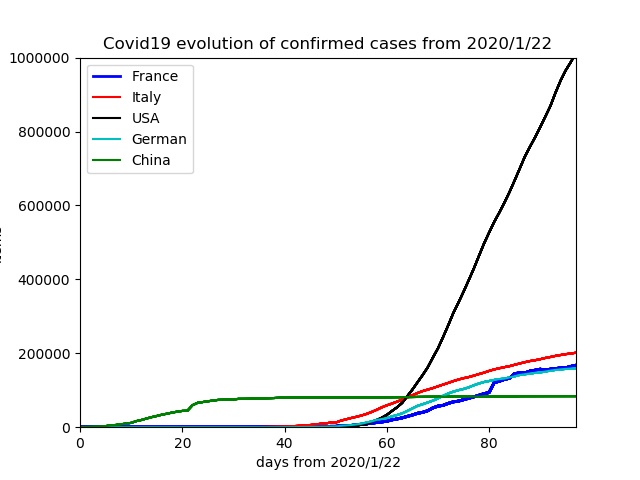 Covid19 evolution of confirmed cases from 2020/1/22
1000000
800000
600000
400000
200000
0
France
Italy
USA
German
China
0 20 40 60 80
days from 2020/1/22